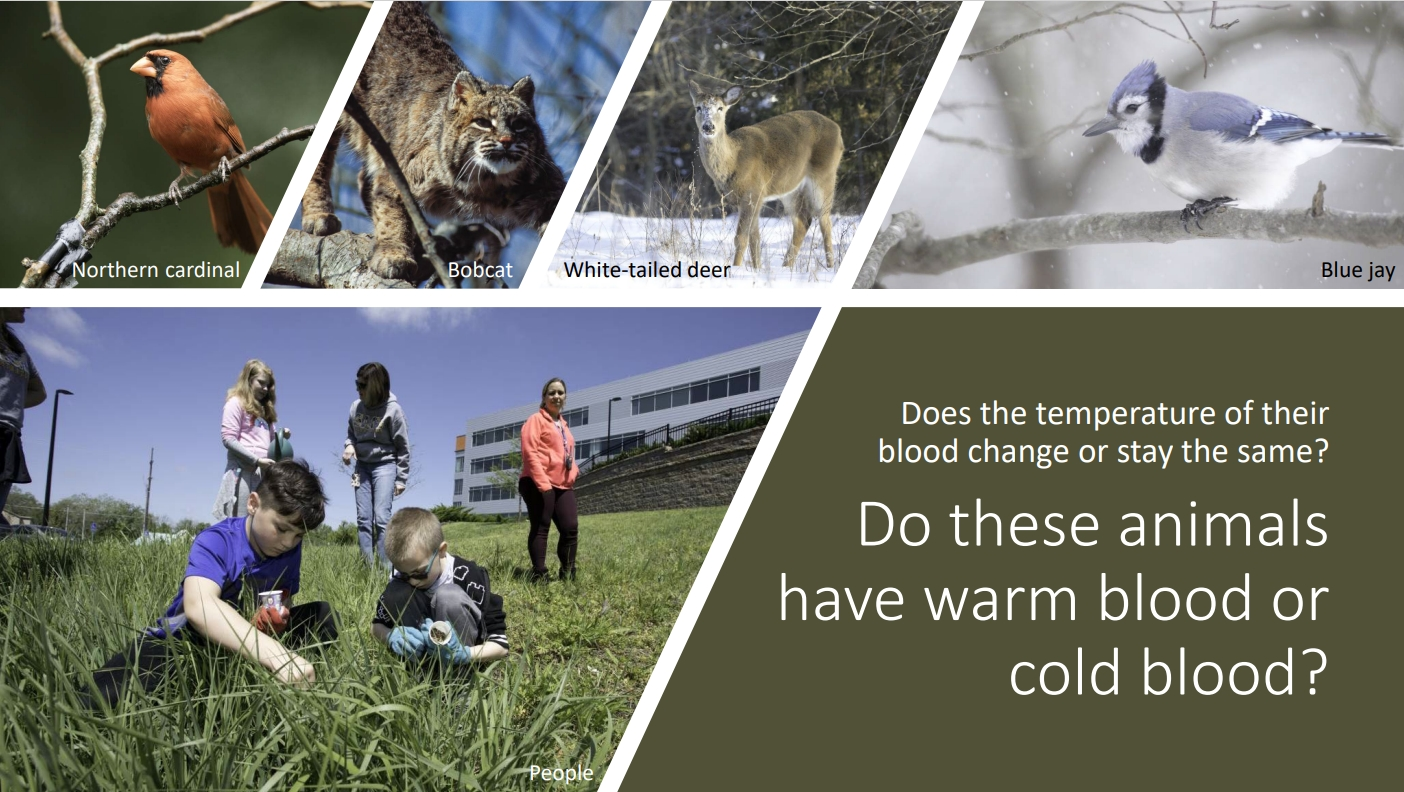 Northern cardinal
Bobcat
White-tailed deer
Blue jay
People
Does the temperature of their
blood change or stay the same?
Do these animals
have warm blood or
cold blood?